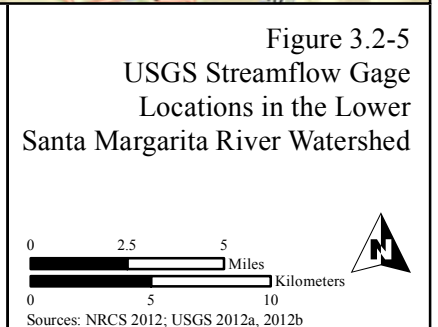 Figure 3.2-5
USGS Streamflow Gage
Locations in the Lower
Santa Margarita River Watershed
N
0 2.5 5
Miles
Kilometers
0 5 10
Sources: NRCS 2012; USGS 2012a, 2012b